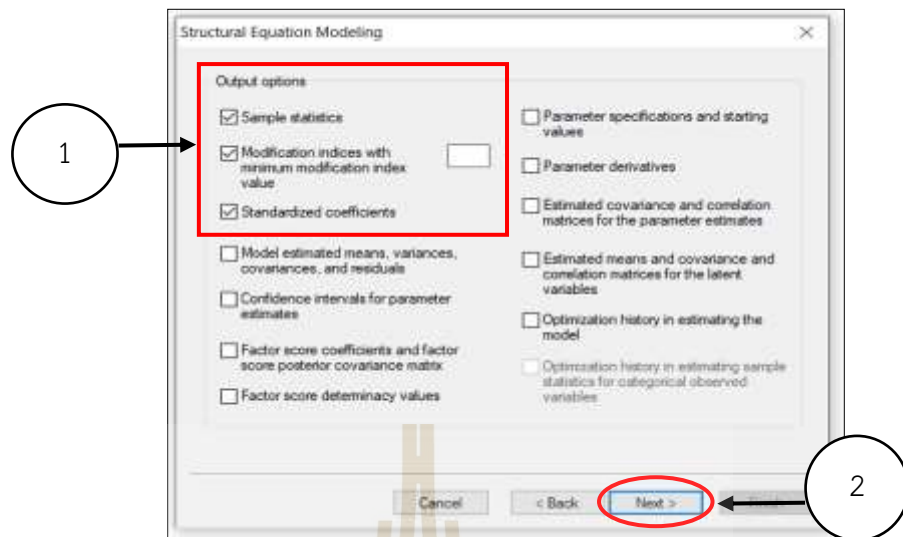 Structural Equation Modeling
Output options
Sample statistics
Modification indices with
minimum modification index
value
Standardized coefficients
Model estimated means, variances,
covariances, and residuals
Confidence intervals for parameter
estimates
Factor score coefficients and factor
score posterior covariance matrix
Factor score determinacy values
Parameter specifications and starting
values
Parameter derivatives
Estimated covariance and correlation
matrices for the parameter estimates
Estimated means and covariance and
correlation matrices for the latent
variables
Optimization history in estimating the
model
Optimization history in estimating sample
statistics for categorical observed
variables
Cancel
< Back
Next >
1
2